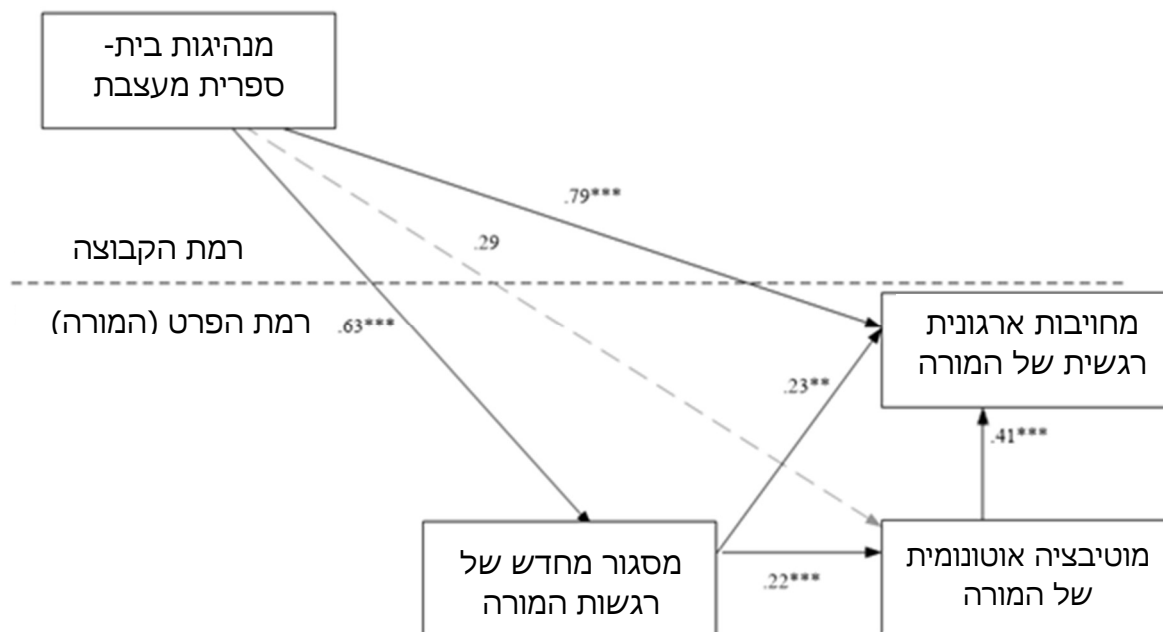 מנהיגות בית-
ספרית מעצבת
.79***
.29
רמת הקבוצה
רמת הפרט (המורה)
.63***
מחויבות ארגונית
רגשית של המורה
.23**
.41***
מסגור מחדש של
רגשות המורה
.22***
מוטיבציה אוטונומית
של המורה